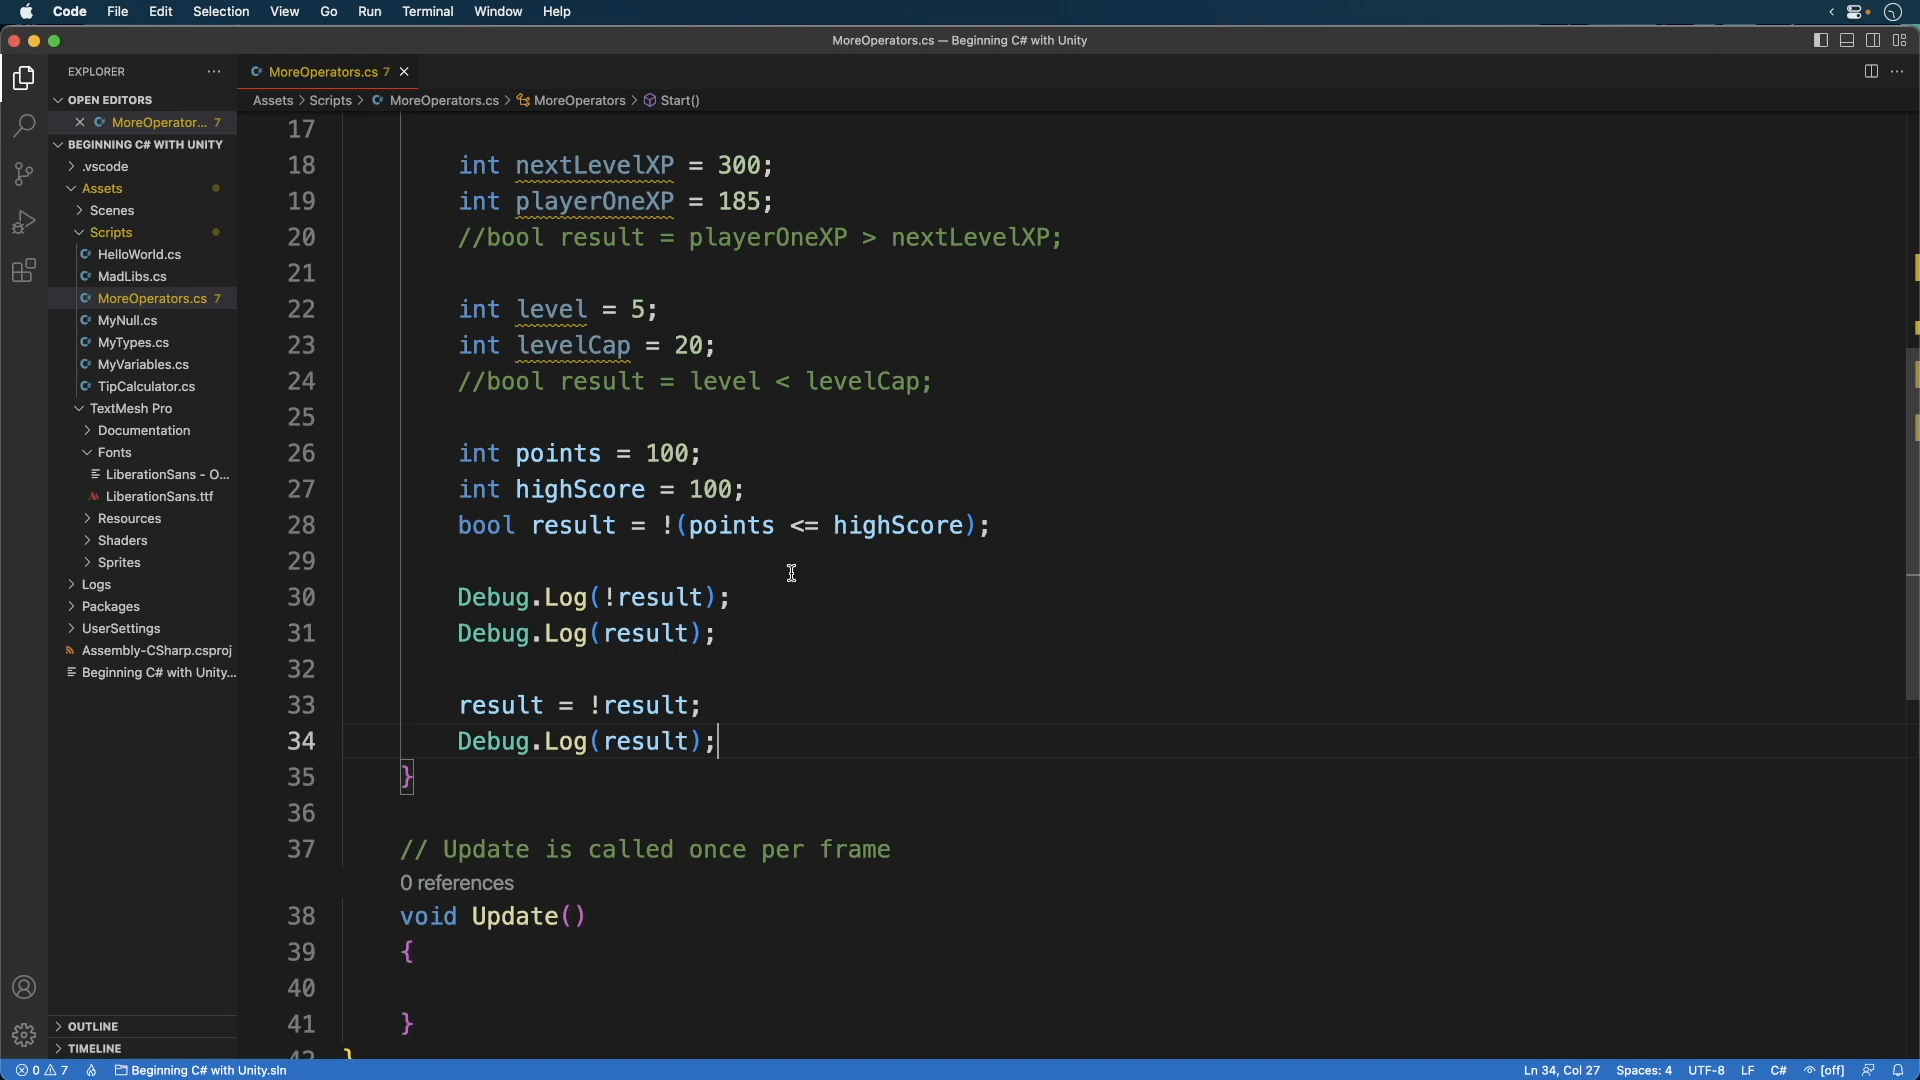 Code File Edit Selection View Go Run Terminal Window Help
MoreOperators.cs — Beginning C# with Unity
EXPLORER
OPEN EDITORS
MoreOperator... 7
BEGINNING C# WITH UNITY
.vscode
Assets
Scenes
Scripts
HelloWorld.cs
MadLibs.cs
MoreOperators.cs 7
MyNull.cs
MyTypes.cs
MyVariables.cs
TipCalculator.cs
TextMesh Pro
Documentation
Fonts
LiberationSans - O...
LiberationSans.ttf
Resources
Shaders
Sprites
Logs
Packages
UserSettings
Assembly-CSharp.csproj
Beginning C# with Unity...
OUTLINE
TIMELINE
MoreOperators.cs 7
Assets > Scripts > MoreOperators.cs > MoreOperators > Start()
17
18 int nextLevelXP = 300;
19 int playerOneXP = 185;
20 //bool result = playerOneXP > nextLevelXP;
21
22 int level = 5;
23 int levelCap = 20;
24 //bool result = level < levelCap;
25
26 int points = 100;
27 int highScore = 100;
28 bool result = !(points <= highScore);
29
30 Debug.Log(!result);
31 Debug.Log(result);
32
33 result = !result;
34 Debug.Log(result);
35 }
36
37 // Update is called once per frame
0 references
38 void Update()
39 {
40
41 }
42 }
0 7 Beginning C# with Unity.sln Ln 34, Col 27 Spaces: 4 UTF-8 LF C# [off]